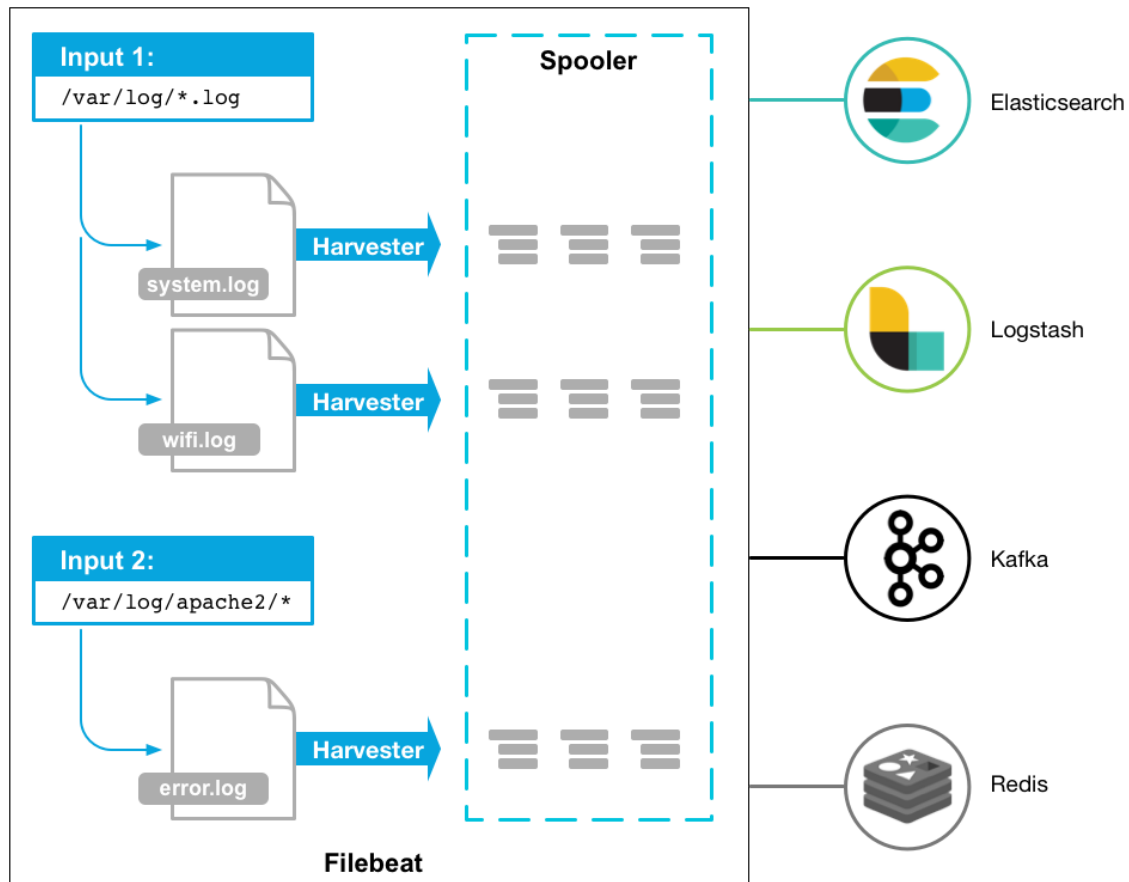 Input 1:
/var/log/*.log
Spooler
system.log
Harvester
wifi.log
Harvester
Input 2:
/var/log/apache2/*
error.log
Harvester
Filebeat
Elasticsearch
Logstash
Kafka
Redis